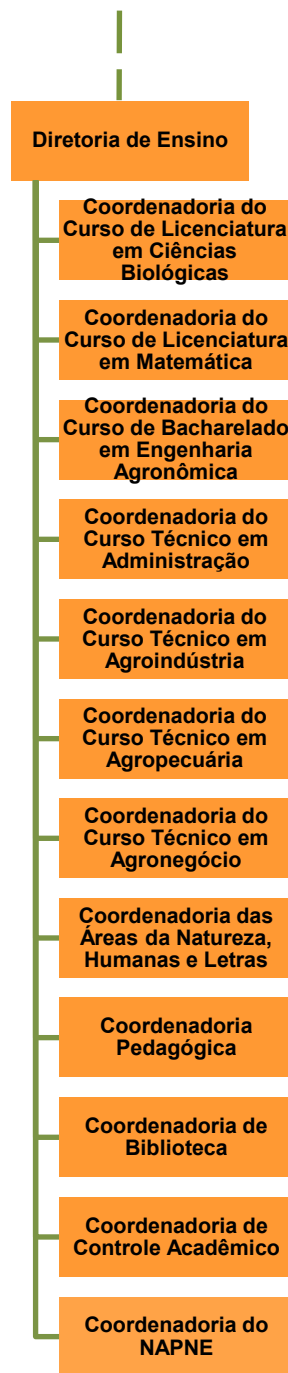 Diretoria de Ensino
Coordenadoria do
Curso de Licenciatura
em Ciências
Biológicas
Coordenadoria do
Curso de Licenciatura
em Matemática
Coordenadoria do
Curso de Bacharelado
em Engenharia
Agronômica
Coordenadoria do
Curso Técnico em
Administração
Coordenadoria do
Curso Técnico em
Agroindústria
Coordenadoria do
Curso Técnico em
Agropecuária
Coordenadoria do
Curso Técnico em
Agronegócio
Coordenadoria das
Áreas da Natureza,
Humanas e Letras
Coordenadoria
Pedagógica
Coordenadoria de
Biblioteca
Coordenadoria de
Controle Acadêmico
Coordenadoria do
NAPNE